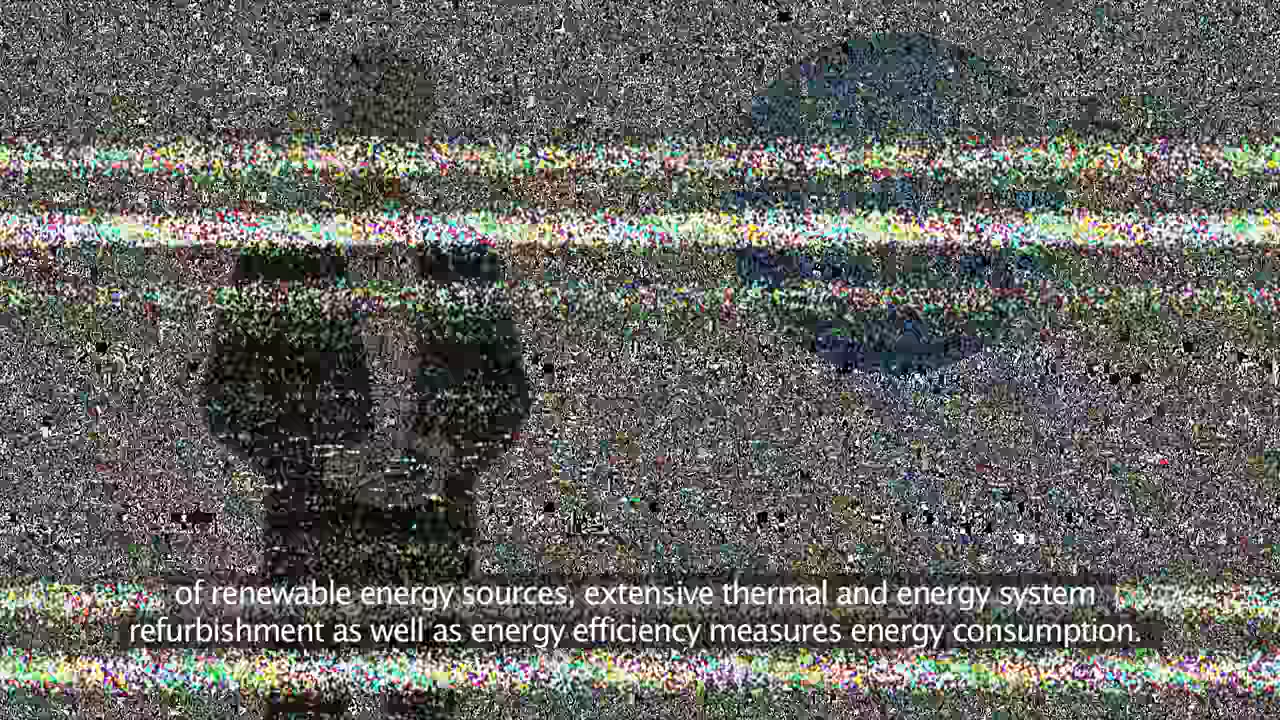 of renewable energy sources, extensive thermal and energy system
refurbishment as well as energy efficiency measures energy consumption.